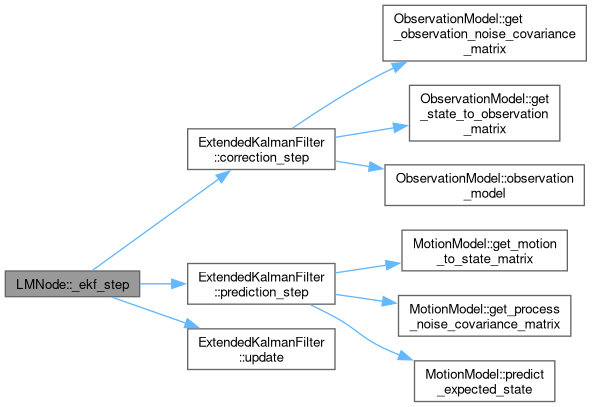 ObservationModel::get
_observation_noise_covariance
_matrix
ObservationModel::get
_state_to_observation
_matrix
ExtendedKalmanFilter
::correction_step
ObservationModel::observation
_model
MotionModel::get_motion
_to_state_matrix
LMNode::_ekf_step
ExtendedKalmanFilter
::prediction_step
MotionModel::get_process
_noise_covariance_matrix
ExtendedKalmanFilter
::update
MotionModel::predict
_expected_state